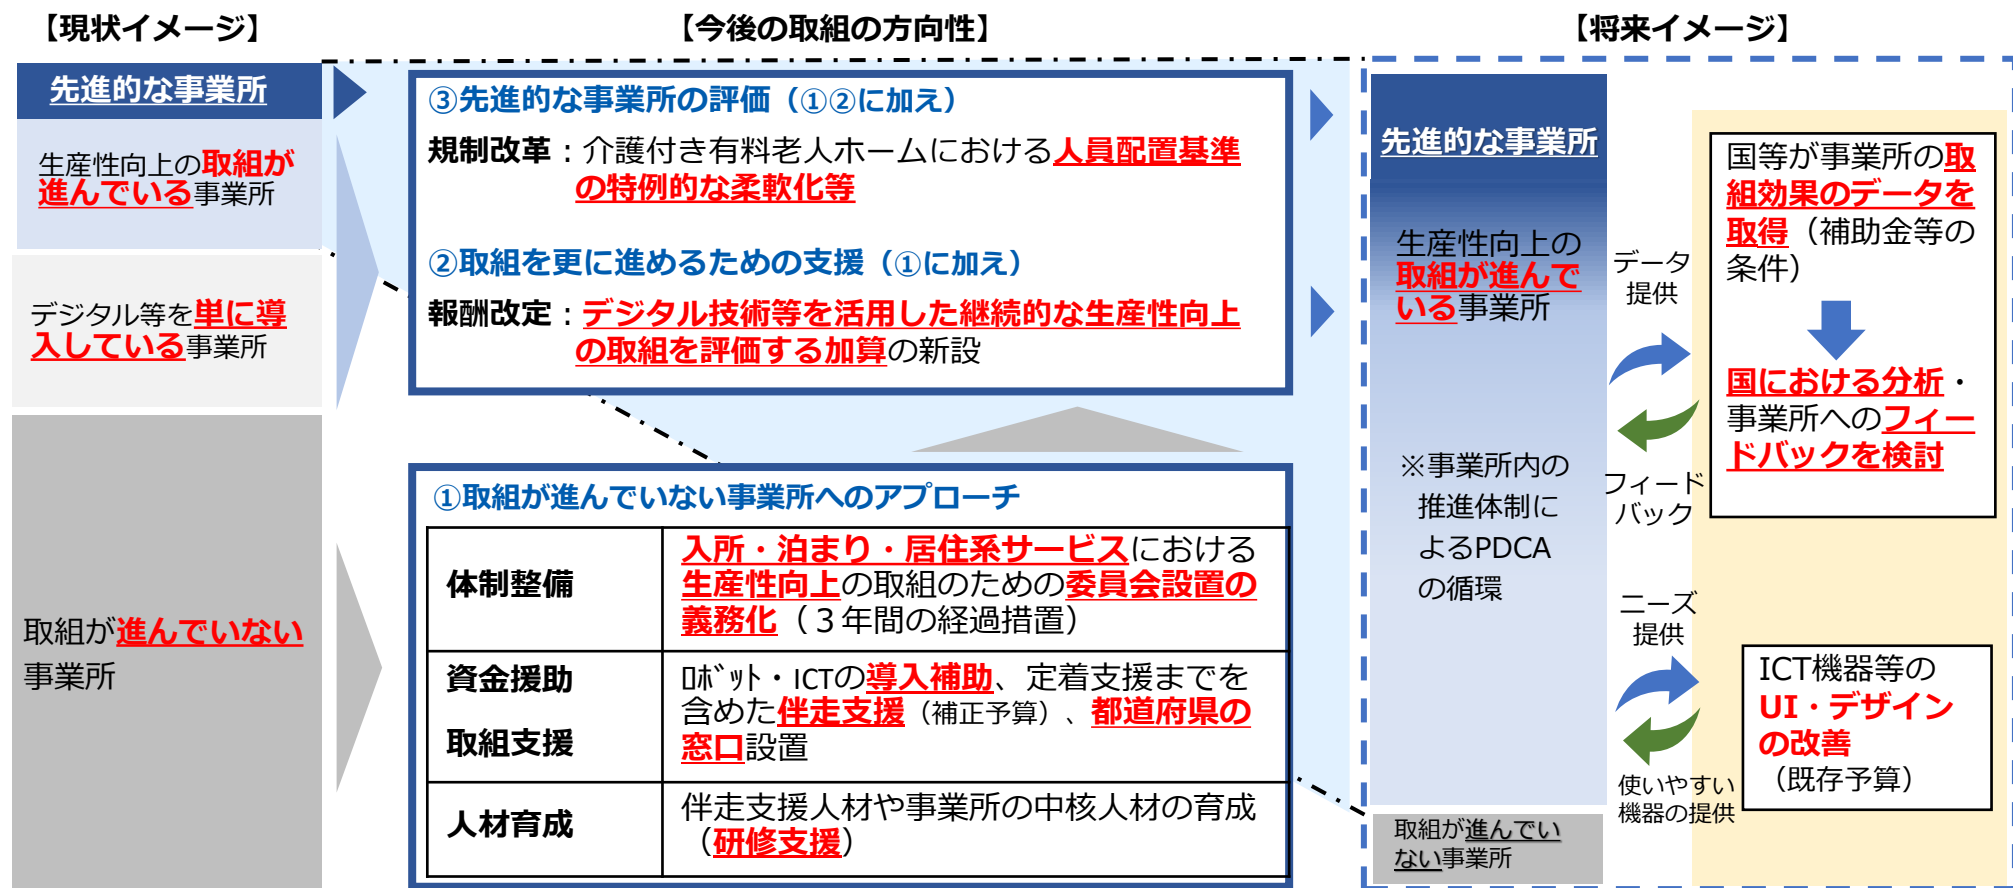 【現状イメージ】
【今後の取組の方向性】
【将来イメージ】
先進的な事業所
生産性向上の取組が
進んでいる事業所
デジタル等を単に導
入している事業所
取組が進んでいない
事業所
③先進的な事業所の評価（①②に加え）
規制改革：介護付き有料老人ホームにおける人員配置基準
の特例的な柔軟化等
②取組を更に進めるための支援（①に加え）
報酬改定：デジタル技術等を活用した継続的な生産性向上
の取組を評価する加算の新設
①取組が進んでいない事業所へのアプローチ
体制整備
入所・泊まり・居住系サービスにおける
生産性向上の取組のための委員会設置の
義務化（３年間の経過措置）
資金援助
取組支援
ﾛﾎﾞｯﾄ・ICTの導入補助、定着支援までを
含めた伴走支援（補正予算）、都道府県の
窓口設置
人材育成
伴走支援人材や事業所の中核人材の育成
（研修支援）
先進的な事業所
生産性向上の
取組が進んで
いる事業所
※事業所内の
推進体制に
よるPDCA
の循環
取組が進んでい
ない事業所
データ
提供
フィード
バック
ニーズ
提供
使いやすい
機器の提供
国等が事業所の取
組効果のデータを
取得（補助金等の
条件）
国における分析・
事業所へのフィー
ドバックを検討
ICT機器等の
UI・デザイン
の改善
（既存予算）